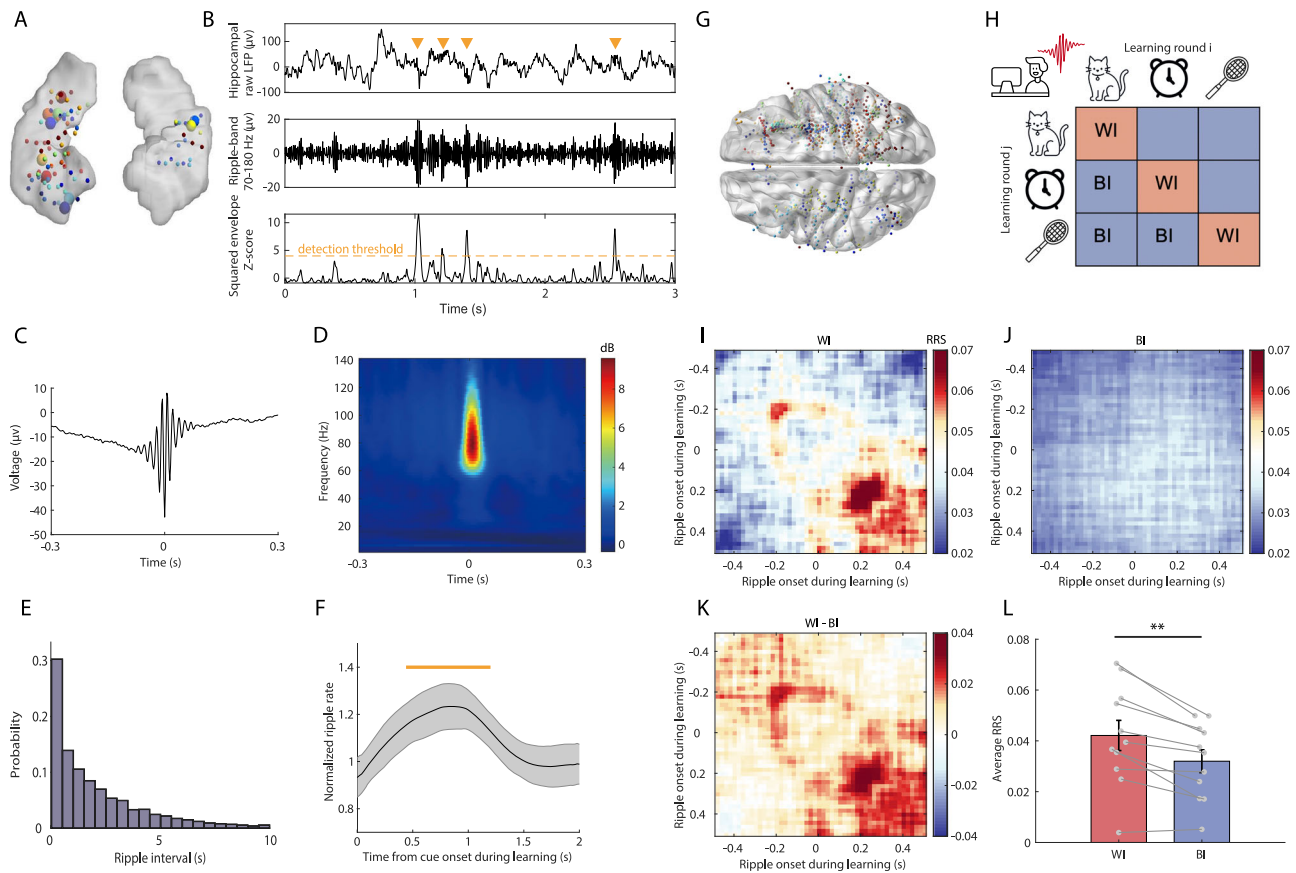 A
B
Hippocampal
raw LFP (μv)
100
0
-100
Ripple-band
70-180 Hz (μv)
20
0
-20
Squared envelope
Z-score
10
5
0
detection threshold
0
1
2
3
Time (s)
G
H
Learning round i
Learning round j
WI
BI
WI
BI
BI
WI
C
Voltage (μv)
10
0
-10
-20
-30
-40
-50
-0.3
0
0.3
Time (s)
D
Frequency (Hz)
140
120
100
80
60
40
20
-0.3
0
0.3
Time (s)
dB
8
6
4
2
0
E
Probability
0.3
0.2
0.1
0
0
5
10
Ripple interval (s)
F
Normalized ripple rate
1.4
1.2
1
0.8
0
0.5
1
1.5
2
Time from cue onset during learning (s)
I
WI
RRS
Ripple onset during learning (s)
-0.4
-0.2
0
0.2
0.4
-0.4
-0.2
0
0.2
0.4
Ripple onset during learning (s)
0.07
0.06
0.05
0.04
0.03
0.02
J
BI
Ripple onset during learning (s)
-0.4
-0.2
0
0.2
0.4
-0.4
-0.2
0
0.2
0.4
Ripple onset during learning (s)
0.07
0.06
0.05
0.04
0.03
0.02
K
WI - BI
Ripple onset during learning (s)
-0.4
-0.2
0
0.2
0.4
-0.4
-0.2
0
0.2
0.4
Ripple onset during learning (s)
0.04
0.02
0
-0.02
-0.04
L
**
Average RRS
0.08
0.06
0.04
0.02
0
WI
BI